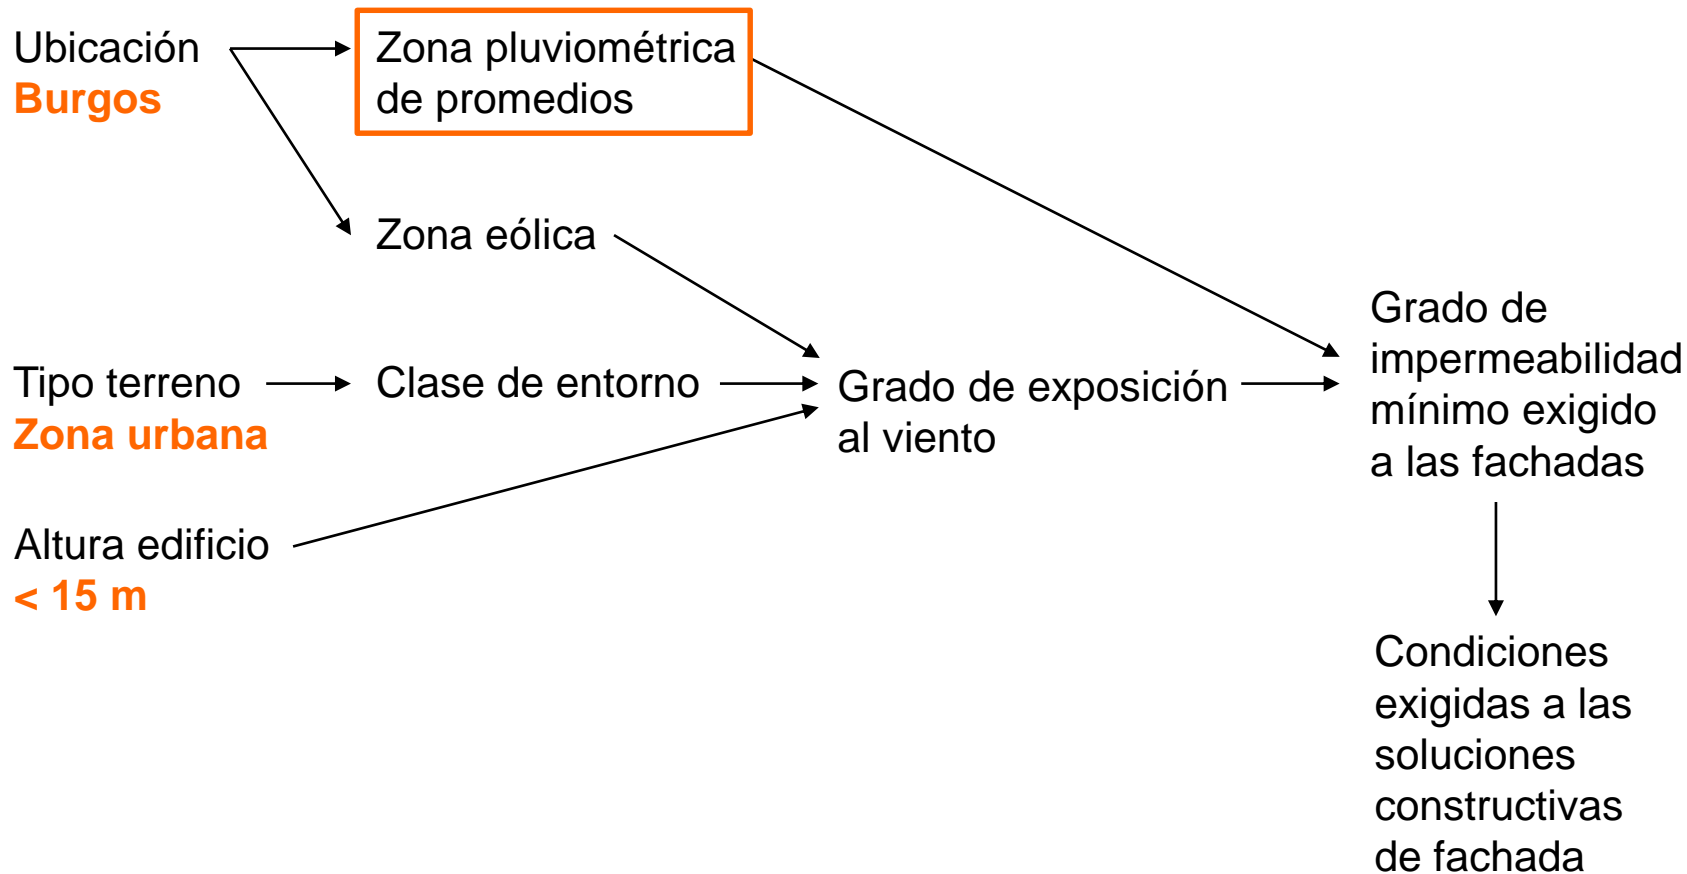 Ubicación
Burgos
Zona pluviométrica
de promedios
Zona eólica
Tipo terreno
Zona urbana
Clase de entorno
Altura edificio
< 15 m
Grado de exposición
al viento
Grado de
impermeabilidad
mínimo exigido
a las fachadas
Condiciones
exigidas a las
soluciones
constructivas
de fachada